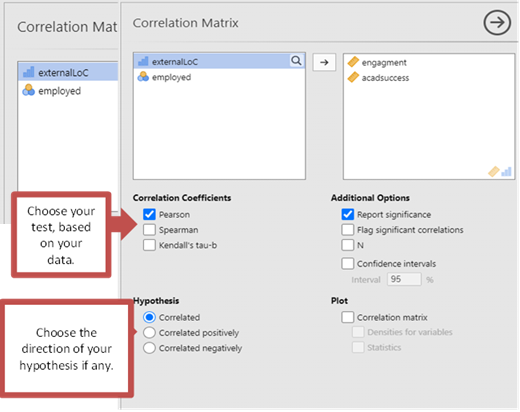 Correlation Mat
externalLoC
employed
Correlation Matrix
externalLoC
employed
engagment
acadsuccess
Choose your
test, based
on your
data.
Correlation Coefficients
Pearson
Spearman
Kendall's tau-b
Additional Options
Report significance
Flag significant correlations
N
Confidence intervals
Interval 95 %
Choose the
direction of your
hypothesis if any.
Hypothesis
Correlated
Correlated positively
Correlated negatively
Plot
Correlation matrix
Densities for variables
Statistics